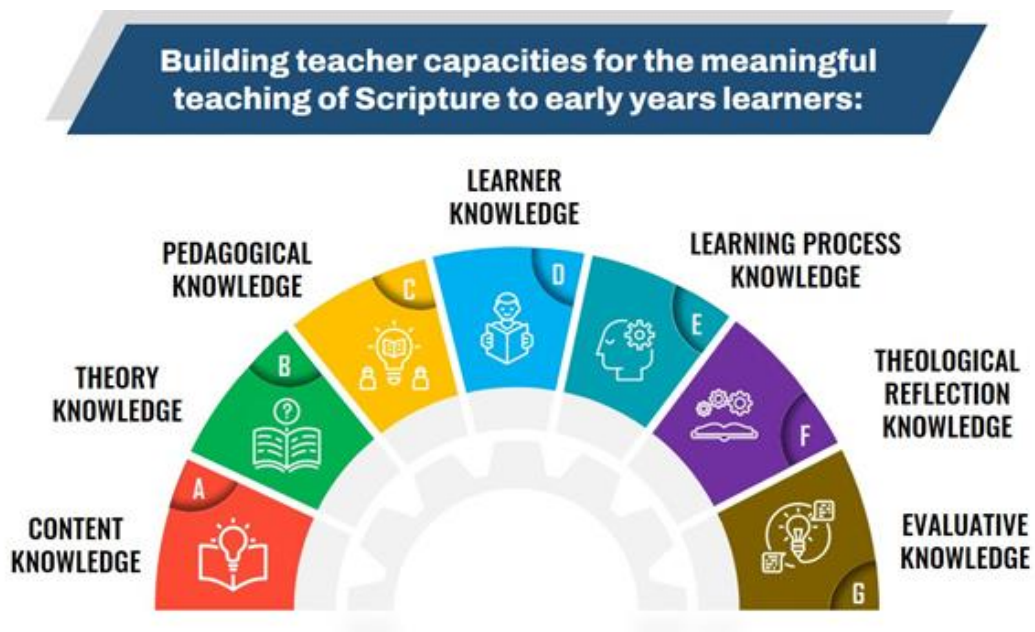 Building teacher capacities for the meaningful
teaching of Scripture to early years learners:
CONTENT
KNOWLEDGE
A
THEORY
KNOWLEDGE
B
?
PEDAGOGICAL
KNOWLEDGE
C
LEARNER
KNOWLEDGE
D
LEARNING PROCESS
KNOWLEDGE
E
THEOLOGICAL
REFLECTION
KNOWLEDGE
F
EVALUATIVE
KNOWLEDGE
G